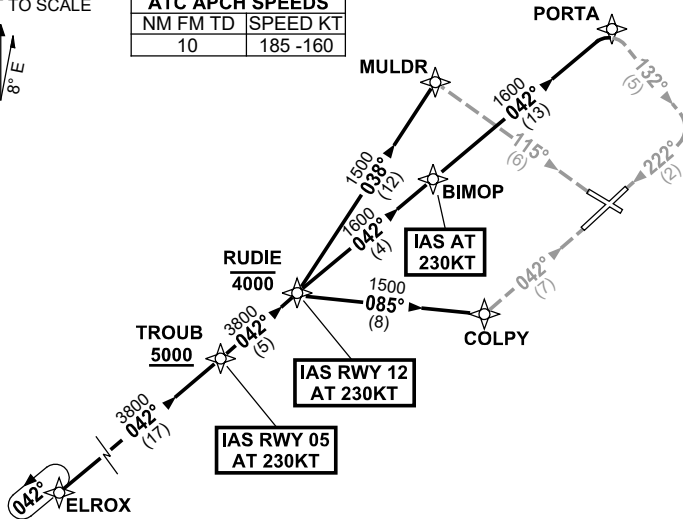 T TO SCALE
8° E
ATC APCH SPEEDS
NM FM TD SPEED KT
10 185 -160
PORTA
132°
(5)
MULDR
1600
042°
(13)
115°
(6)
222°
(2)
1500
038°
(12)
BIMOP
1600
042°
(4)
IAS AT
230KT
RUDIE
4000
1500
085°
(8)
042°
(7)
COLPY
3800
042°
(5)
TROUB
5000
IAS RWY 12
AT 230KT
3800
042°
(17)
IAS RWY 05
AT 230KT
042°
ELROX